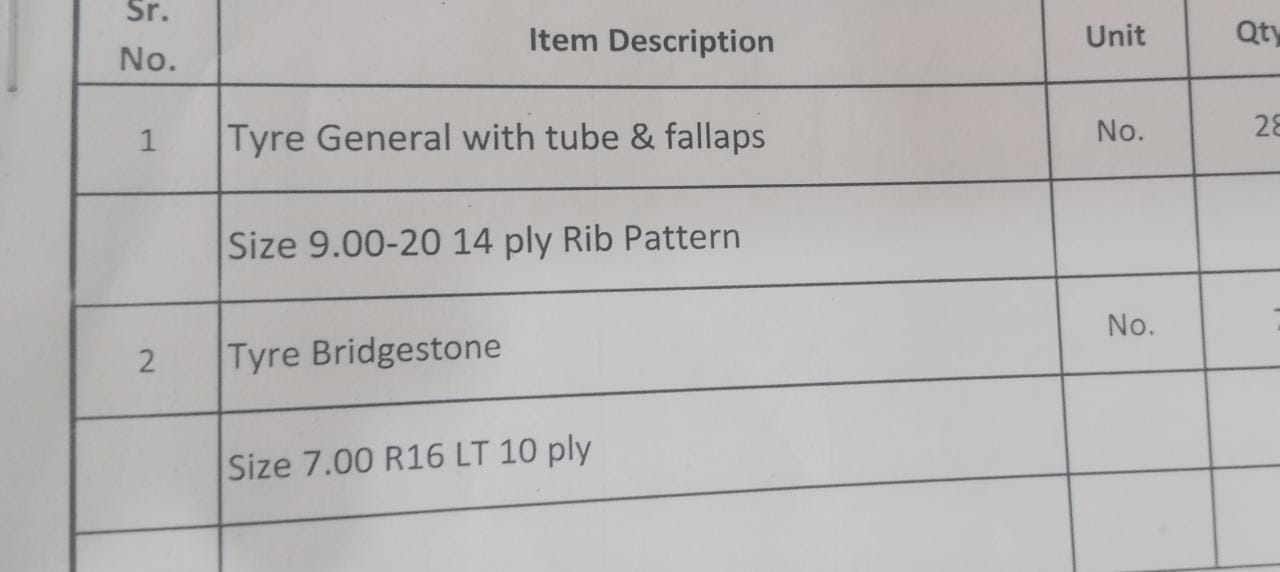 Sr.
No.
Item Description
Unit
Qty
1
Tyre General with tube & fallaps
No.
28
Size 9.00-20 14 ply Rib Pattern
2
Tyre Bridgestone
No.
Size 7.00 R16 LT 10 ply